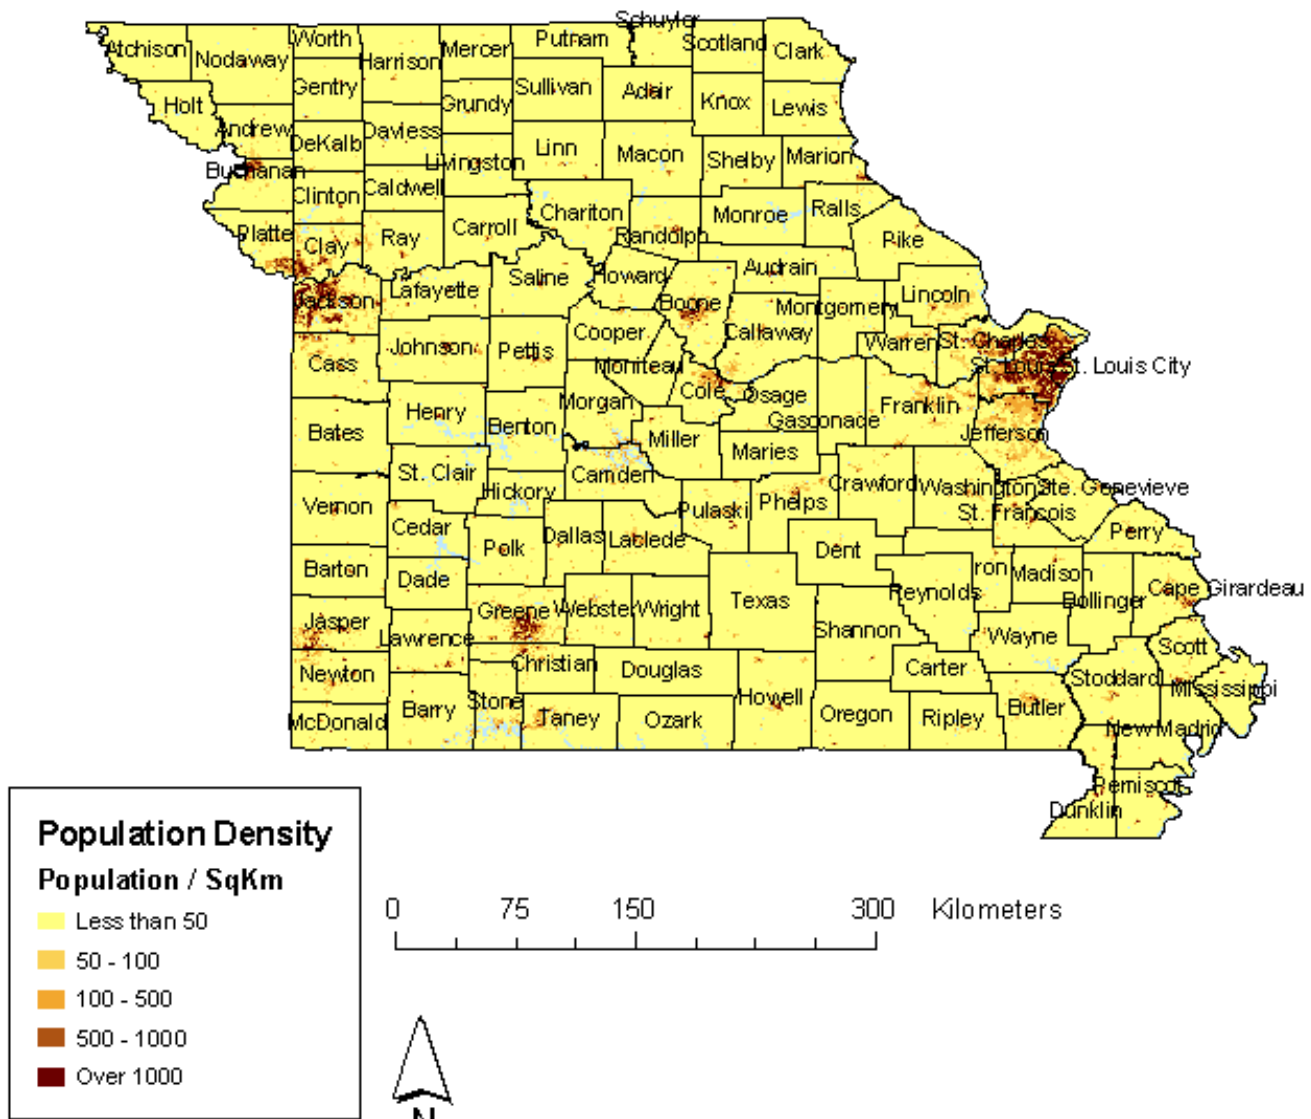 Schuyler
Atchison
Nodaway
Worth
Harrison
Mercer
Putnam
Scotland
Clark
Holt
Gentry
Grundy
Sullivan
Adair
Knox
Lewis
Andrew
DeKalb
Daviess
Livingston
Linn
Macon
Shelby
Marion
Buchanan
Clinton
Caldwell
Chariton
Monroe
Ralls
Platte
Clay
Ray
Carroll
Randolph
Pike
Jackson
Lafayette
Saline
Howard
Boone
Audrain
Montgomery
Lincoln
Cass
Johnson
Pettis
Cooper
Moniteau
Callaway
Warren
St. Charles
St. Louis
St. Louis City
Bates
Henry
Benton
Morgan
Cole
Osage
Gasconade
Franklin
Jefferson
Miller
Maries
Vernon
St. Clair
Hickory
Camden
Pulaski
Phelps
Crawford
Washington
Ste. Genevieve
St. Francois
Perry
Cedar
Polk
Dallas
Laclede
Dent
Iron
Madison
Barton
Dade
Greene
Webster
Wright
Texas
Reynolds
Bollinger
Cape Girardeau
Jasper
Lawrence
Christian
Douglas
Shannon
Wayne
Scott
Newton
Barry
Stone
Taney
Ozark
Howell
Carter
Oregon
Ripley
Butler
Stoddard
Mississippi
McDonald
New Madrid
Pemiscot
Dunklin
Population Density
Population / SqKm
Less than 50
50 - 100
100 - 500
500 - 1000
Over 1000
0 75 150 300 Kilometers
N